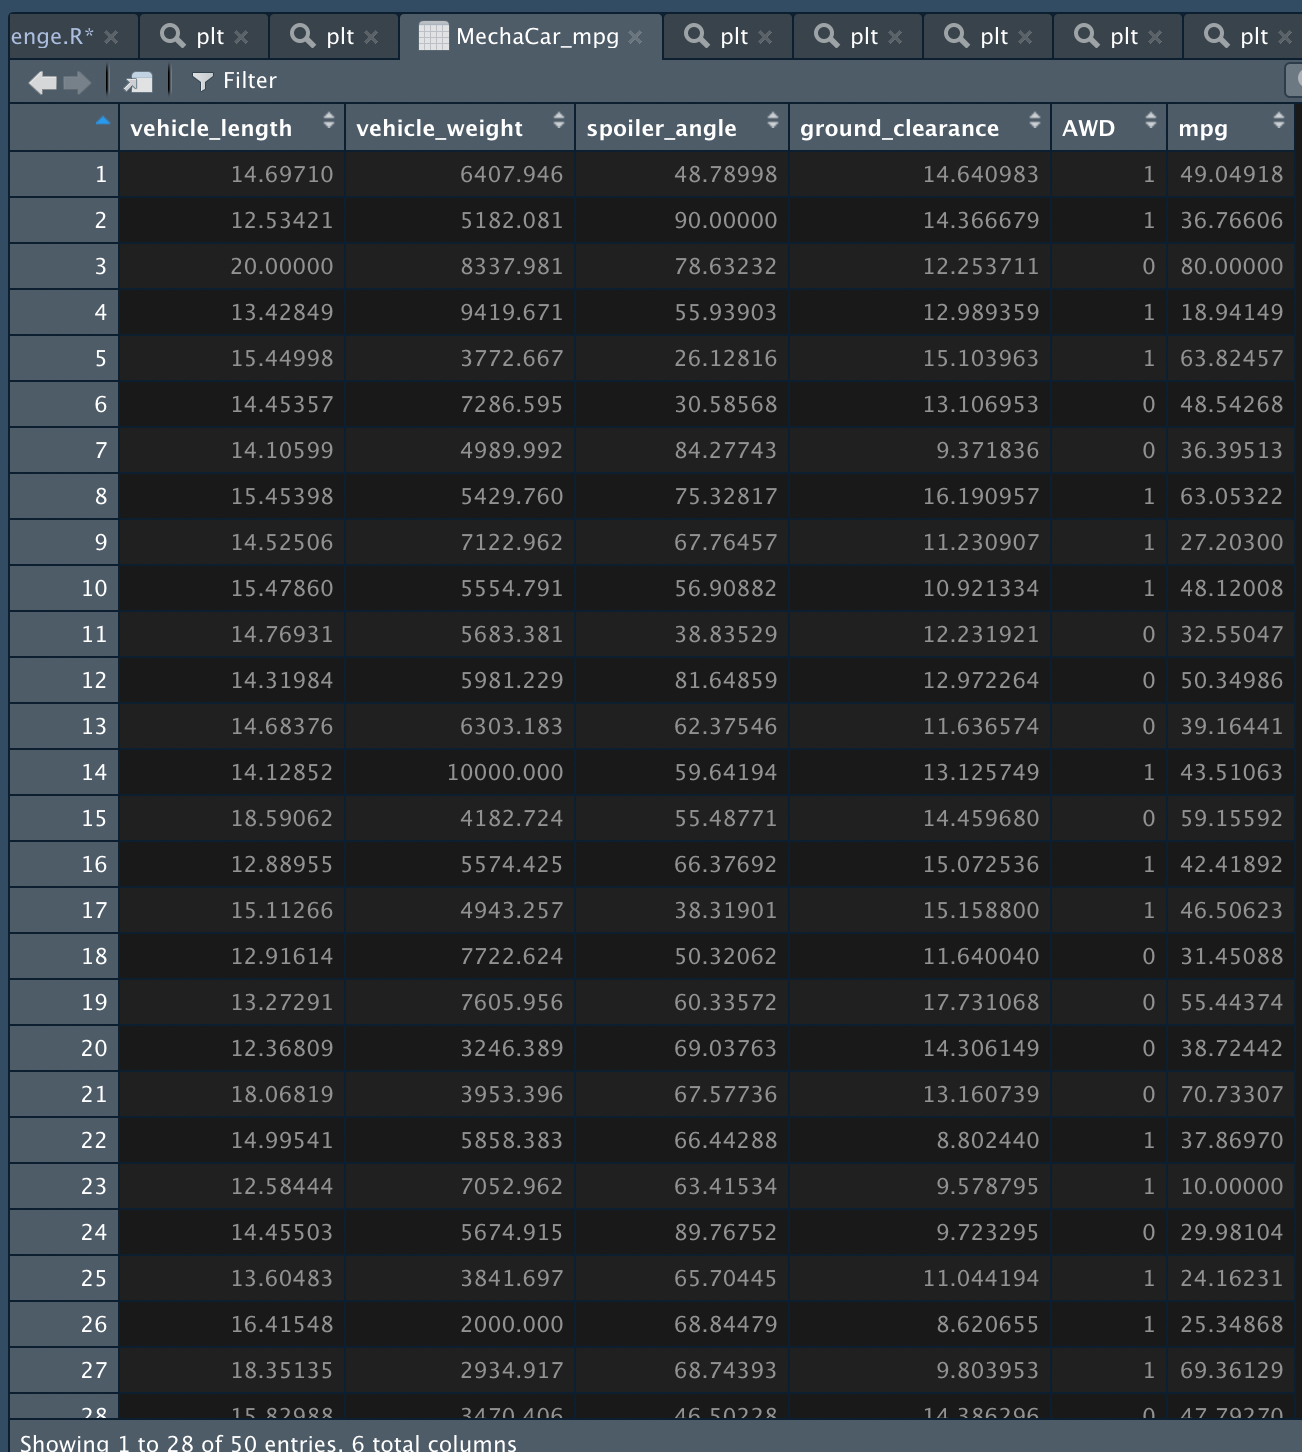 enge.R* plt plt MechaCar_mpg plt plt plt plt plt
Filter
vehicle_length vehicle_weight spoiler_angle ground_clearance AWD mpg
1 14.69710 6407.946 48.78998 14.640983 1 49.04918
2 12.53421 5182.081 90.00000 14.366679 1 36.76606
3 20.00000 8337.981 78.63232 12.253711 0 80.00000
4 13.42849 9419.671 55.93903 12.989359 1 18.94149
5 15.44998 3772.667 26.12816 15.103963 1 63.82457
6 14.45357 7286.595 30.58568 13.106953 0 48.54268
7 14.10599 4989.992 84.27743 9.371836 0 36.39513
8 15.45398 5429.760 75.32817 16.190957 1 63.05322
9 14.52506 7122.962 67.76457 11.230907 1 27.20300
10 15.47860 5554.791 56.90882 10.921334 1 48.12008
11 14.76931 5683.381 38.83529 12.231921 0 32.55047
12 14.31984 5981.229 81.64859 12.972264 0 50.34986
13 14.68376 6303.183 62.37546 11.636574 0 39.16441
14 14.12852 10000.000 59.64194 13.125749 1 43.51063
15 18.59062 4182.724 55.48771 14.459680 0 59.15592
16 12.88955 5574.425 66.37692 15.072536 1 42.41892
17 15.11266 4943.257 38.31901 15.158800 1 46.50623
18 12.91614 7722.624 50.32062 11.640040 0 31.45088
19 13.27291 7605.956 60.33572 17.731068 0 55.44374
20 12.36809 3246.389 69.03763 14.306149 0 38.72442
21 18.06819 3953.396 67.57736 13.160739 0 70.73307
22 14.99541 5858.383 66.44288 8.802440 1 37.86970
23 12.58444 7052.962 63.41534 9.578795 1 10.00000
24 14.45503 5674.915 89.76752 9.723295 0 29.98104
25 13.60483 3841.697 65.70445 11.044194 1 24.16231
26 16.41548 2000.000 68.84479 8.620655 1 25.34868
27 18.35135 2934.917 68.74393 9.803953 1 69.36129
28 15.82988 3470.406 46.50228 14.386296 0 47.79270
Showing 1 to 28 of 50 entries, 6 total columns